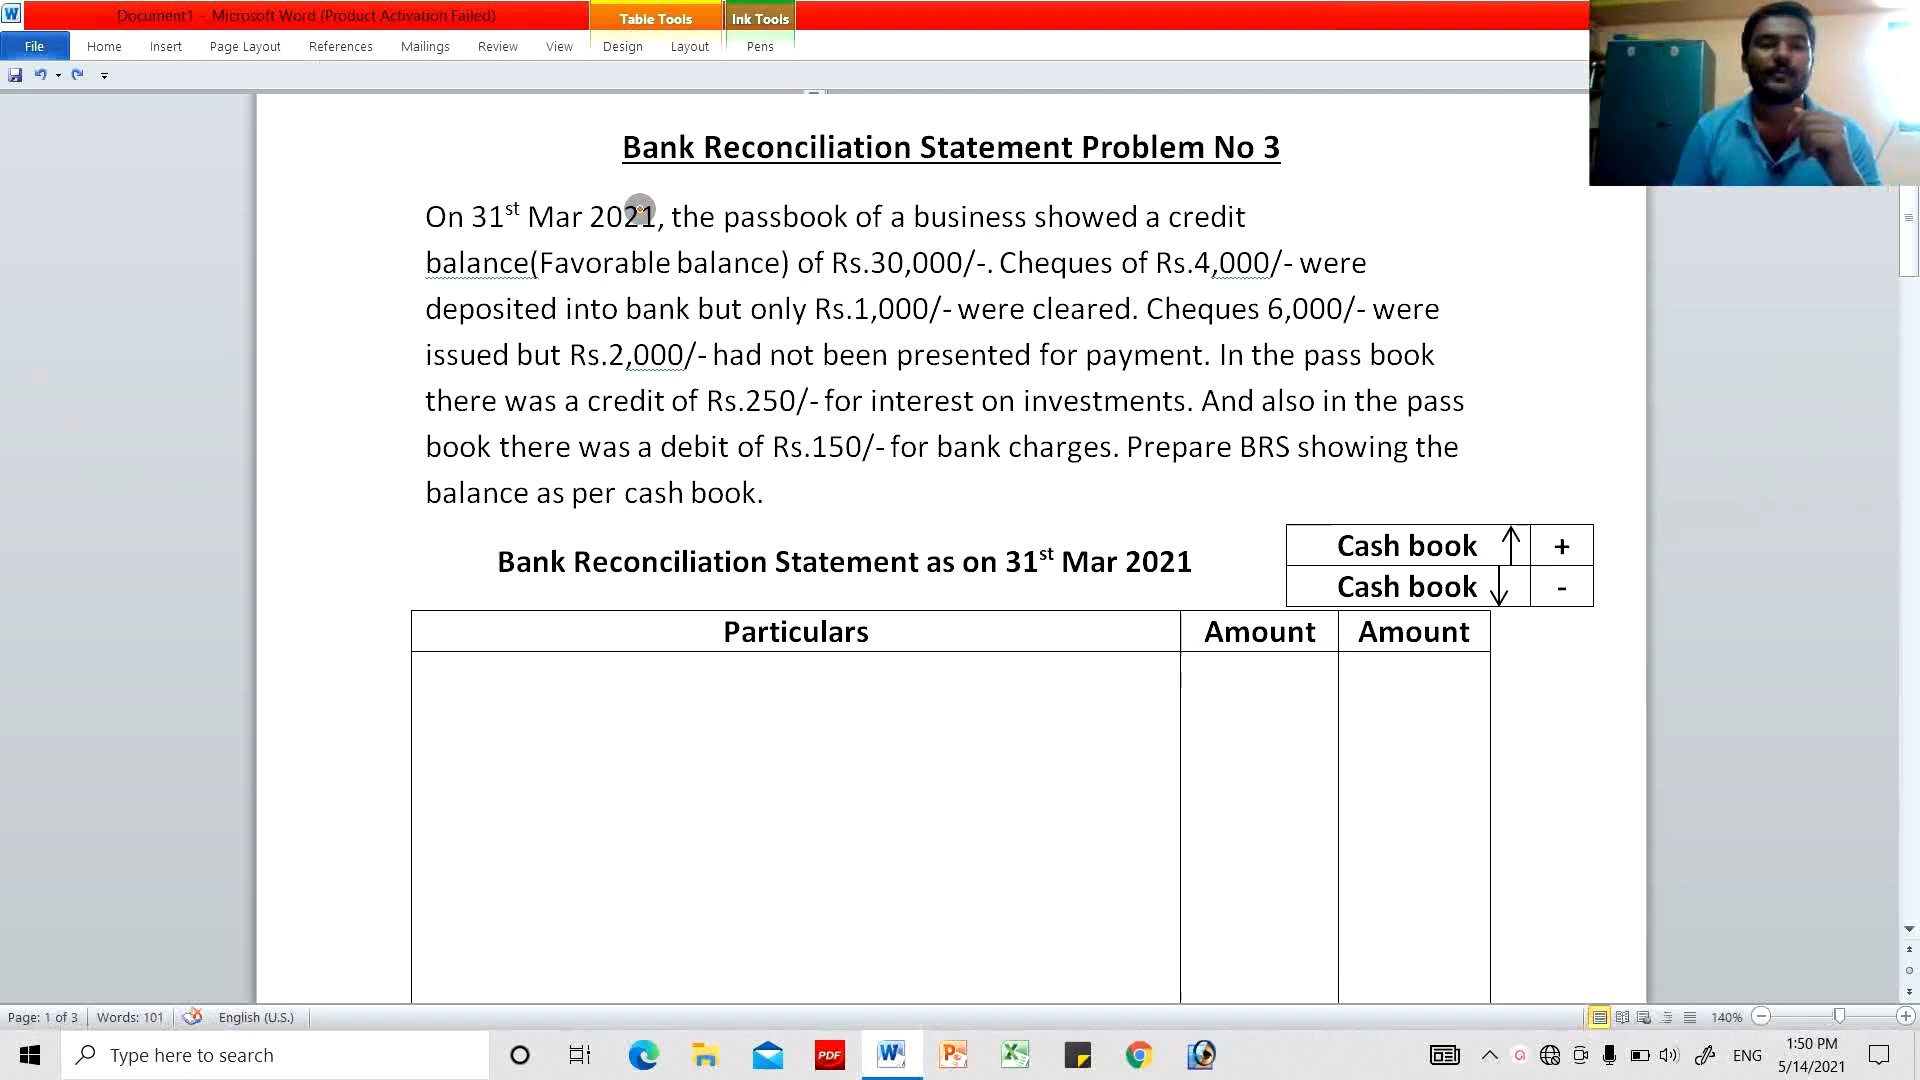 Document1 - Microsoft Word (Product Activation Failed)
Table Tools
Ink Tools
File Home Insert Page Layout References Mailings Review View Design Layout Pens
Bank Reconciliation Statement Problem No 3
On 31st Mar 2021, the passbook of a business showed a credit
balance(Favorable balance) of Rs.30,000/-. Cheques of Rs.4,000/- were
deposited into bank but only Rs.1,000/- were cleared. Cheques 6,000/- were
issued but Rs.2,000/- had not been presented for payment. In the pass book
there was a credit of Rs.250/- for interest on investments. And also in the pass
book there was a debit of Rs.150/- for bank charges. Prepare BRS showing the
balance as per cash book.
Cash book ↑ +
Bank Reconciliation Statement as on 31st Mar 2021
Cash book ↓ -
Particulars Amount Amount
Page: 1 of 3 Words: 101 English (U.S.) 140%
Type here to search
PDF
ENG
1:50 PM
5/14/2021